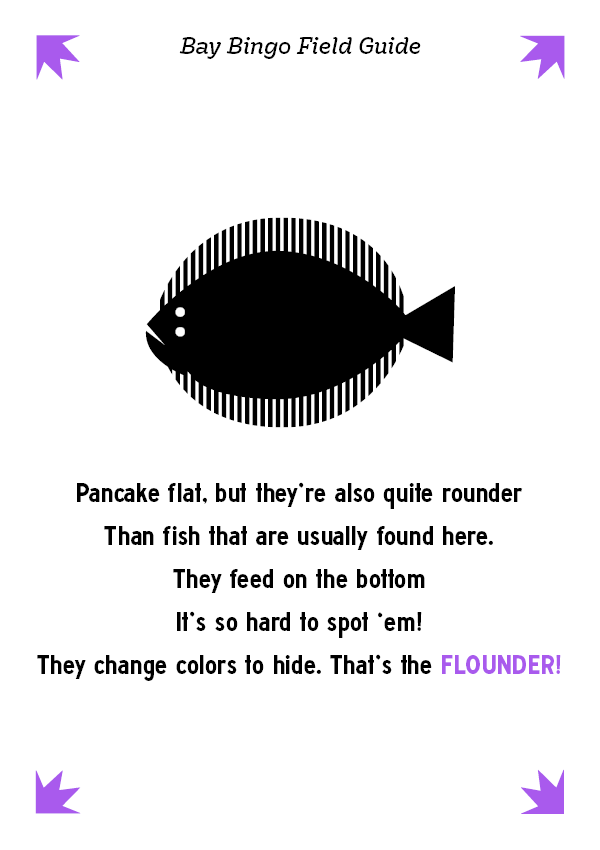 Bay Bingo Field Guide
Pancake flat, but they're also quite rounder
Than fish that are usually found here.
They feed on the bottom
It's so hard to spot 'em!
They change colors to hide. That's the FLOUNDER!